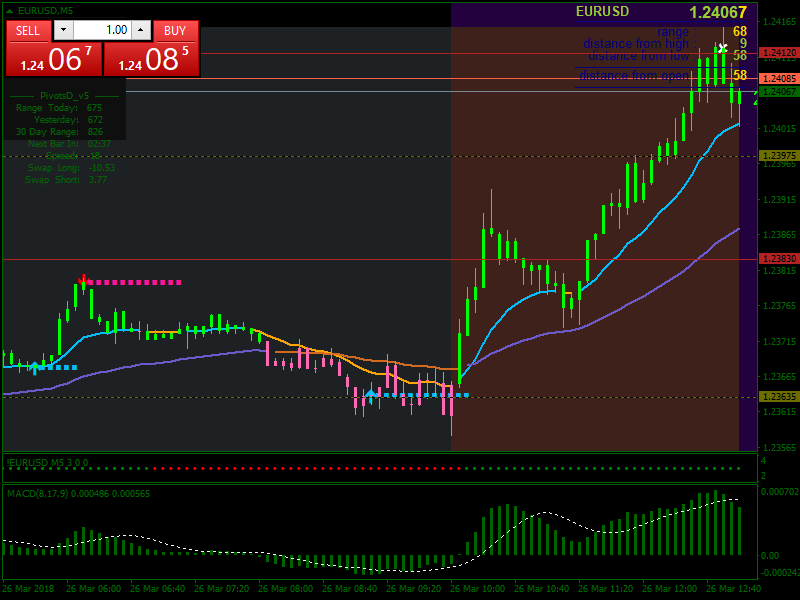 EURUSD,M5
SELL
1.00
BUY
1.24 06 7
1.24 08 5
EURUSD
1.24067
range : 68
distance from high : 9
distance from low : 58
distance from open : 58
PivotsD_v5
Range Today: 675
Yesterday: 672
30 Day Range: 826
Next Bar In: 02:37
Spread: 18
Swap Long: -10.53
Swap Short: 3.77
1.24165
1.24120
1.24085
1.24067
1.24015
1.23975
1.23965
1.23915
1.23865
1.23830
1.23815
1.23765
1.23715
1.23665
1.23635
1.23615
1.23565
!EURUSD M5 3 0 0
4
2
MACD(8,17,9) 0.000486 0.000565
0.000702
0.00
-0.000242
26 Mar 2018
26 Mar 06:00
26 Mar 06:40
26 Mar 07:20
26 Mar 08:00
26 Mar 08:40
26 Mar 09:20
26 Mar 10:00
26 Mar 10:40
26 Mar 11:20
26 Mar 12:00
26 Mar 12:40